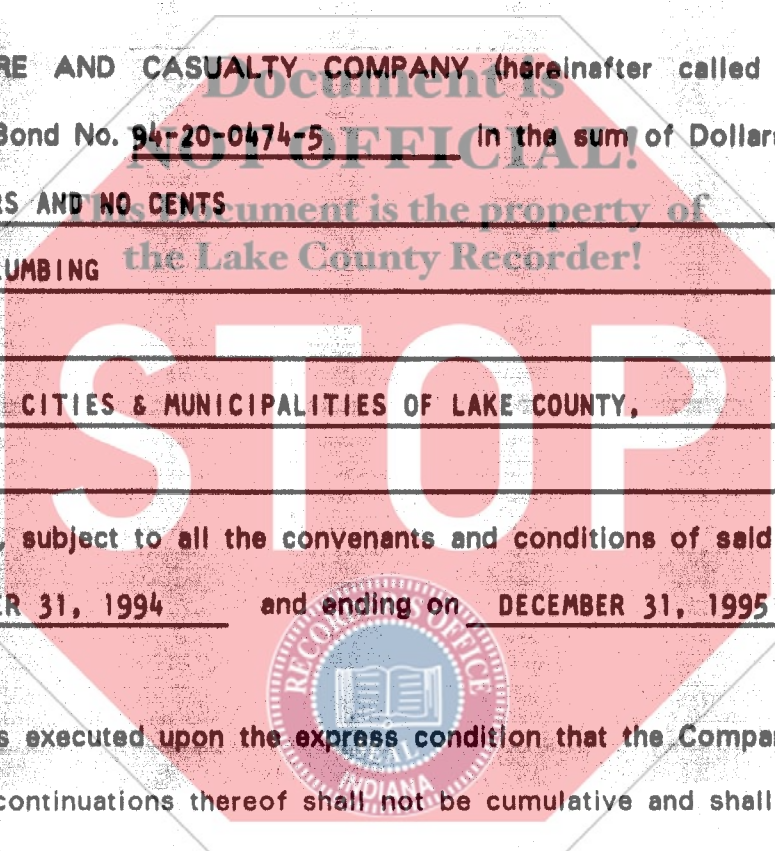 RE AND CASUALTY COMPANY (hereinafter called
Document is
Bond No. 94-20-0474-5 in the sum of Dollar
NOT OFFICIAL!
RS AND NO CENTS
This Document is the property of
the Lake County Recorder!
LUMBING
STOP
CITIES & MUNICIPALITIES OF LAKE COUNTY,
, subject to all the convenants and conditions of said
ER 31, 1994 and ending on DECEMBER 31, 1995
RECORDER'S OFFICE
SEAL
INDIANA
s executed upon the express condition that the Compa
continuations thereof shall not be cumulative and shall